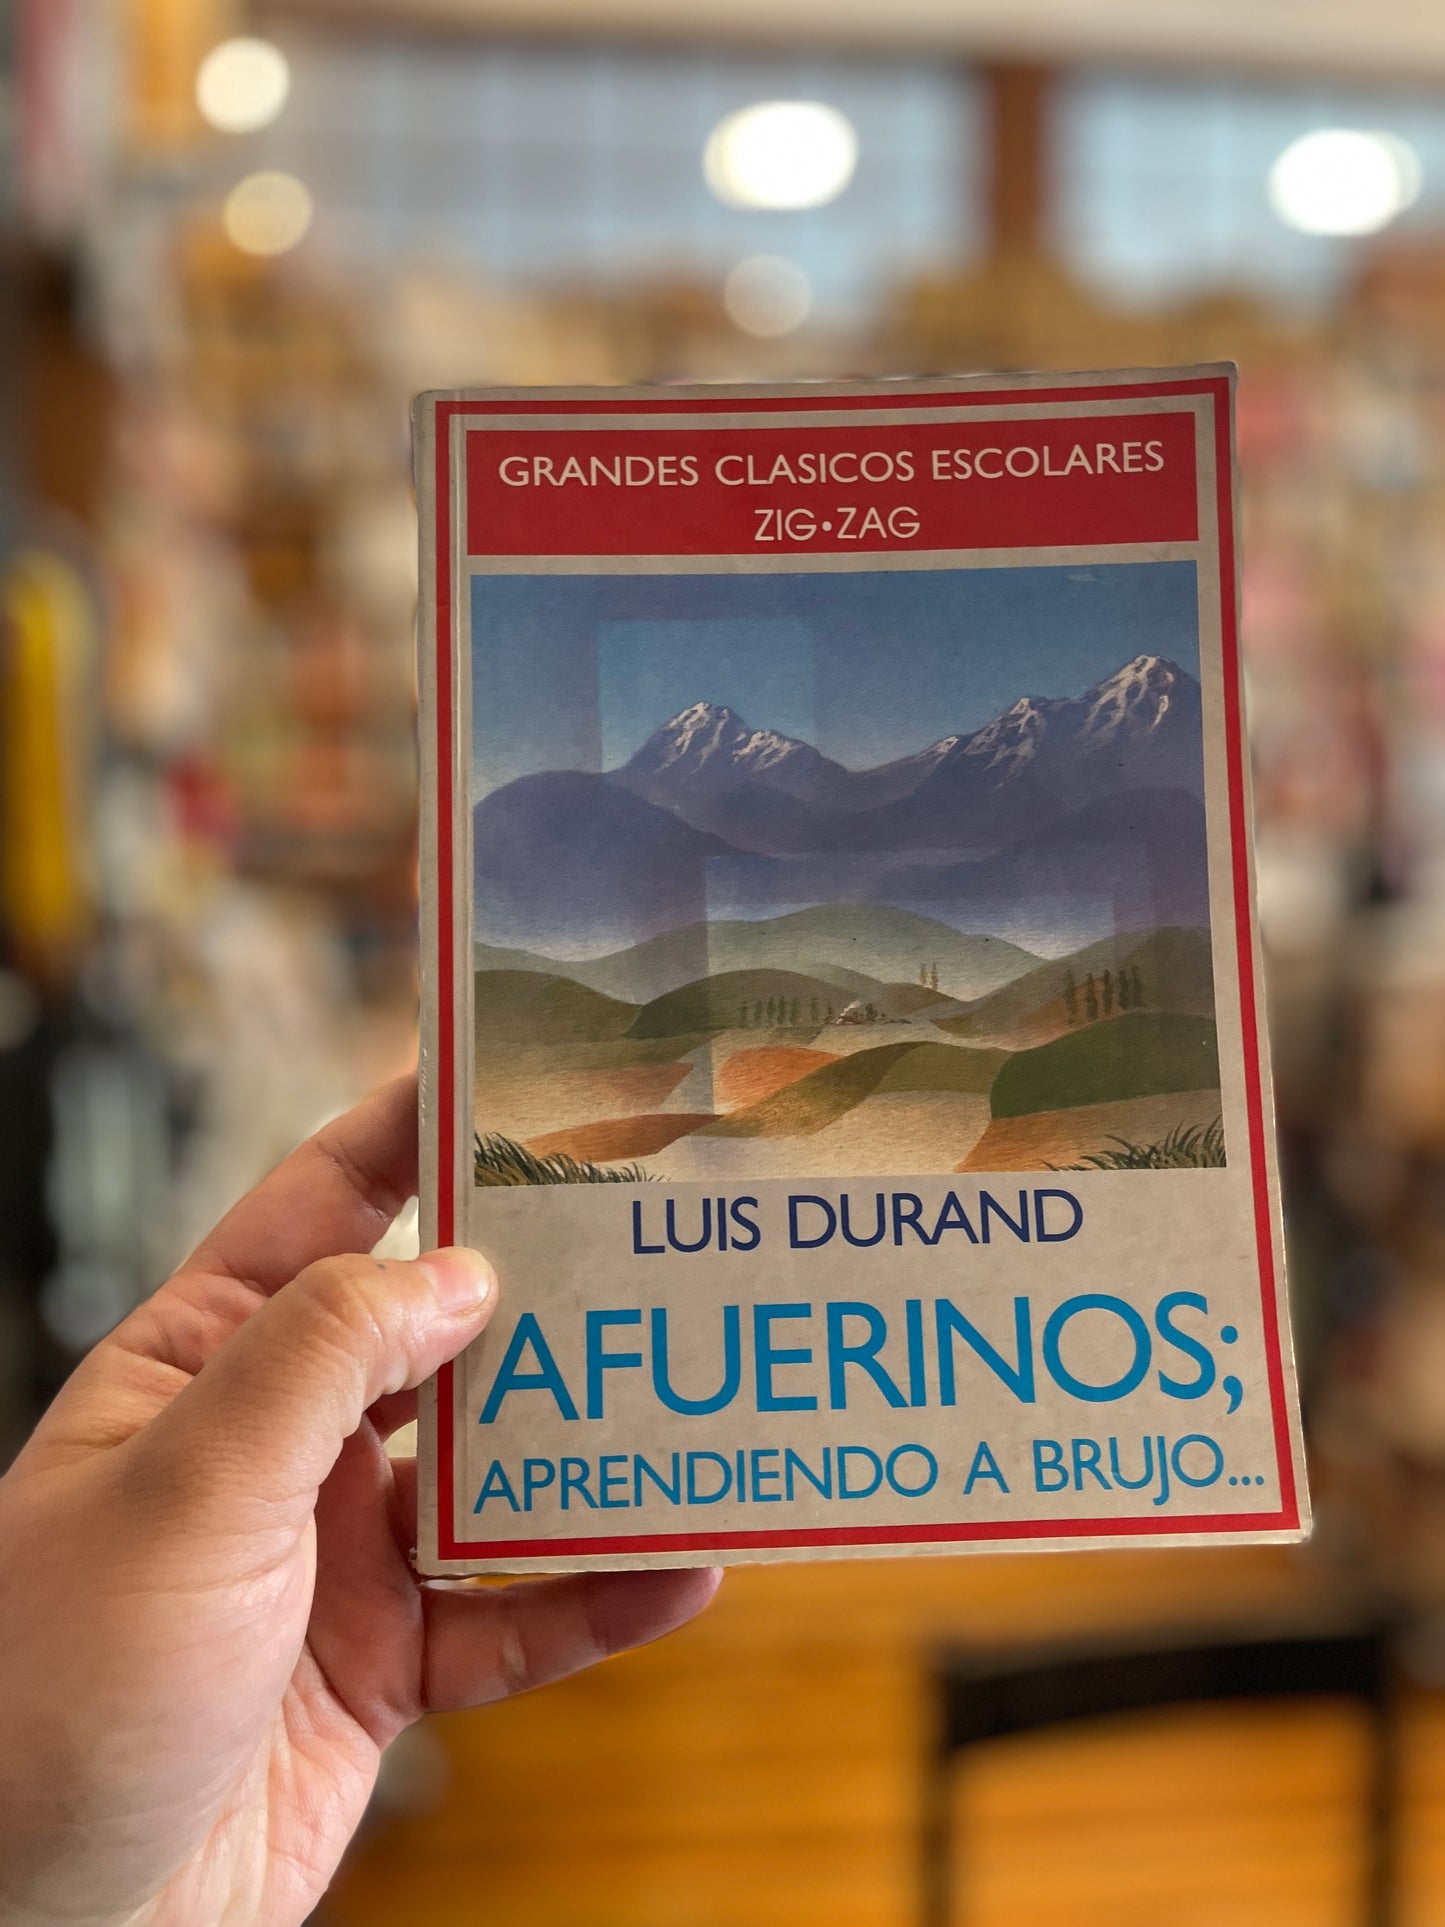 GRANDES CLASICOS ESCOLARES
ZIG•ZAG
LUIS DURAND
AFUERINOS;
APRENDIENDO A BRUJO...